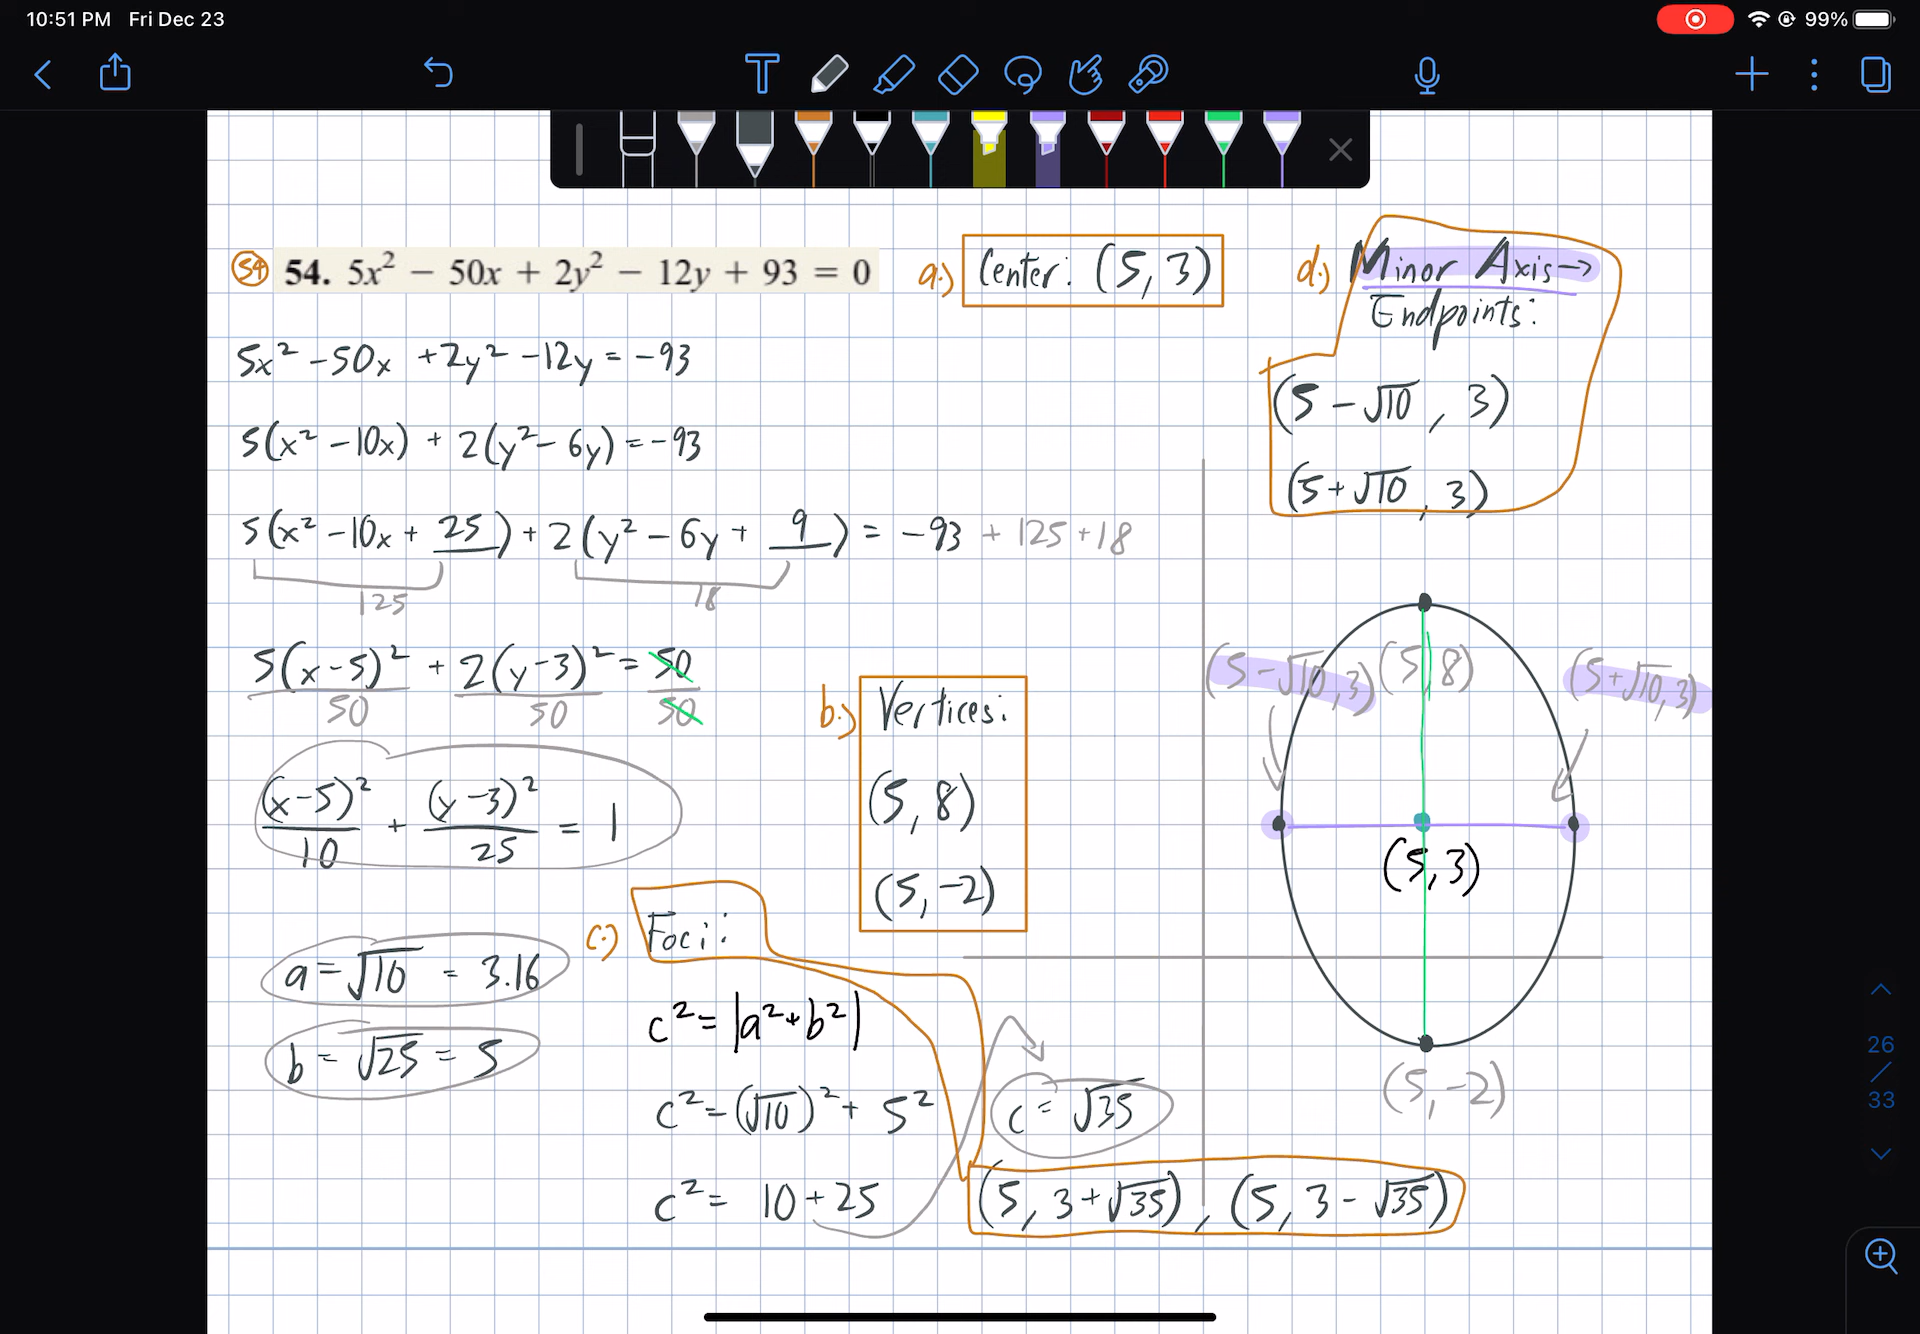 10:51 PM Fri Dec 23
99%
54 54. 5x² − 50x + 2y² − 12y + 93 = 0
5x² -50x +2y² -12y = -93
5(x² -10x) + 2(y² - 6y) = -93
5(x² -10x + 25) + 2(y² - 6y + 9) = -93 + 125 + 18
125 18
5(x-5)²/50 + 2(y-3)²/50 = 50/50
(x-5)²/10 + (y-3)²/25 = 1
a = √10 = 3.16
b = √25 = 5
a.) Center: (5, 3)
b.) Vertices:
(5, 8)
(5, -2)
c.) Foci:
c² = |a² + b²|
c² = (√10)² + 5²
c² = 10 + 25
c = √35
(5, 3+√35), (5, 3-√35)
d.) Minor Axis →
Endpoints:
(5 - √10, 3)
(5 + √10, 3)
(5-√10, 3) (5, 8) (5+√10, 3)
(5, 3)
(5, -2)
26
/
33